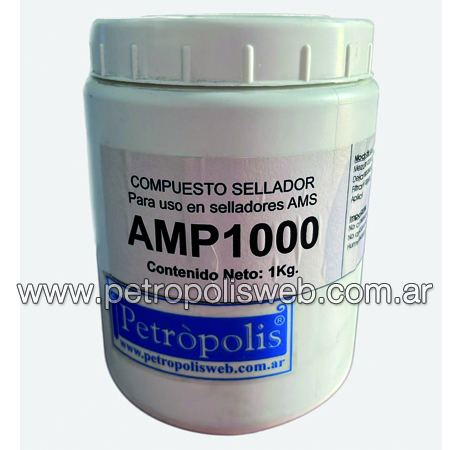 COMPUESTO SELLADOR
Para uso en selladores AMS
AMP1000
Contenido Neto: 1Kg.
www.petropolisweb.com.ar
Petròpolis®
www.petropolisweb.com.ar